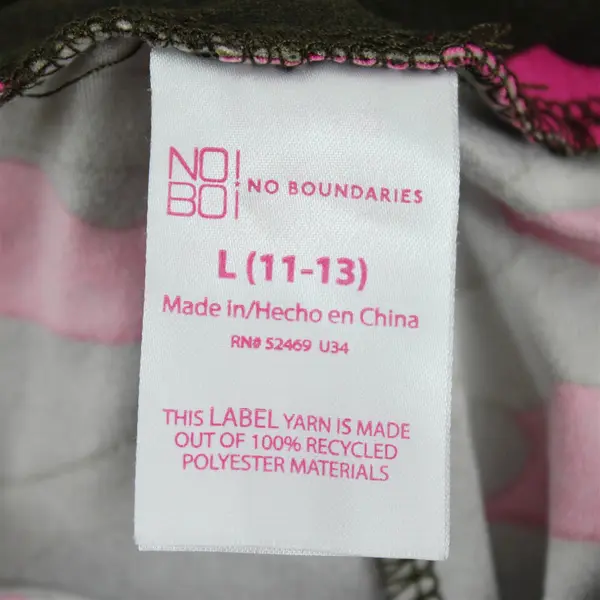 NO!
BO¡ NO BOUNDARIES
L (11-13)
Made in/Hecho en China
RN# 52469 U34
THIS LABEL YARN IS MADE
OUT OF 100% RECYCLED
POLYESTER MATERIALS